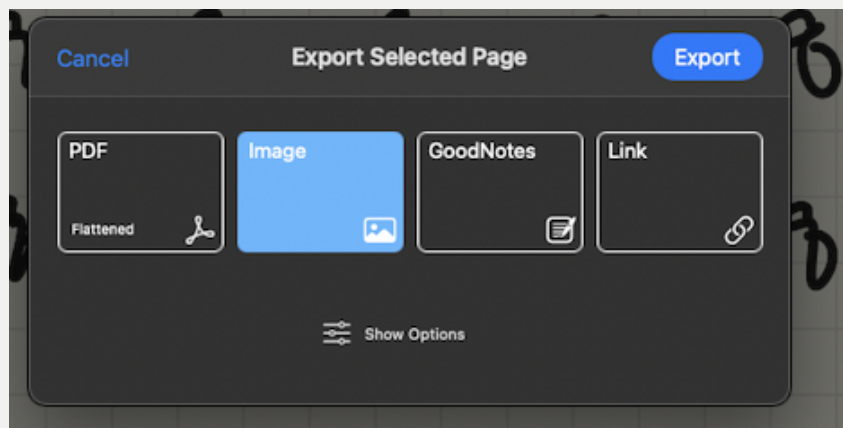 Cancel Export Selected Page Export
PDF Image GoodNotes Link
Flattened
Show Options